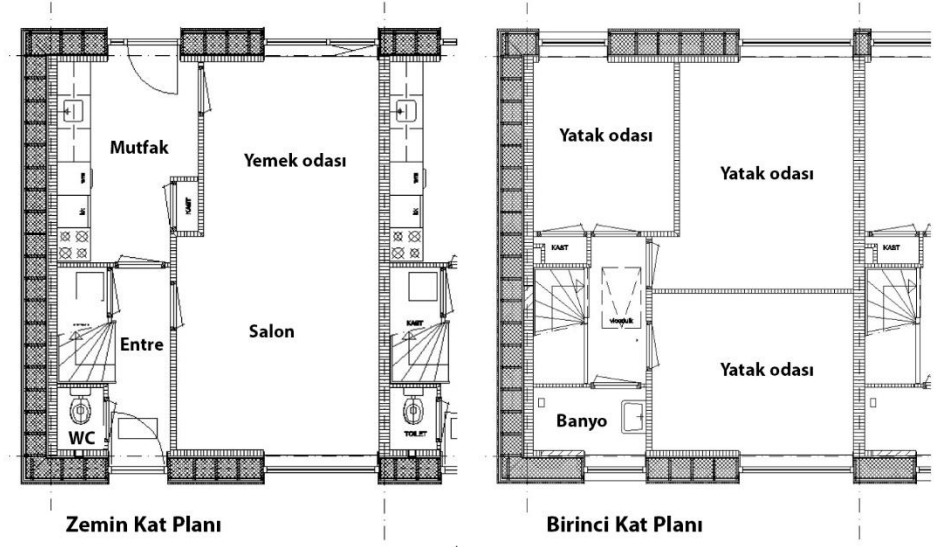 Mutfak
Yemek odası
KAST
Salon
Entre
KAST
WC
TOILET
Zemin Kat Planı
Yatak odası
Yatak odası
KAST
KAST
Yatak odası
Banyo
Birinci Kat Planı